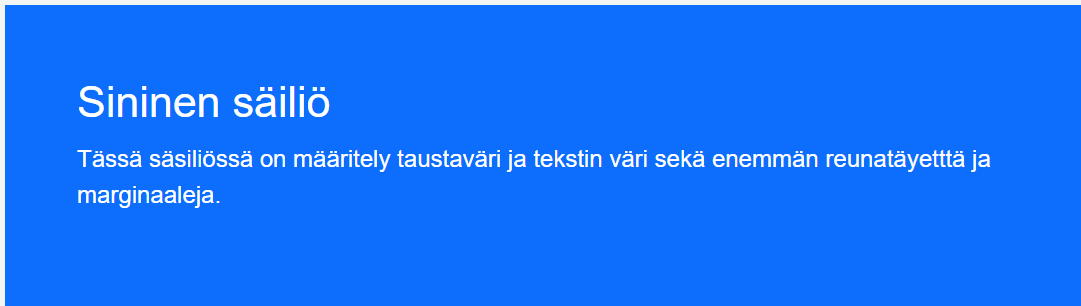 Sininen säiliö
Tässä säsiliössä on määritely taustaväri ja tekstin väri sekä enemmän reunatäyetttä ja
marginaaleja.